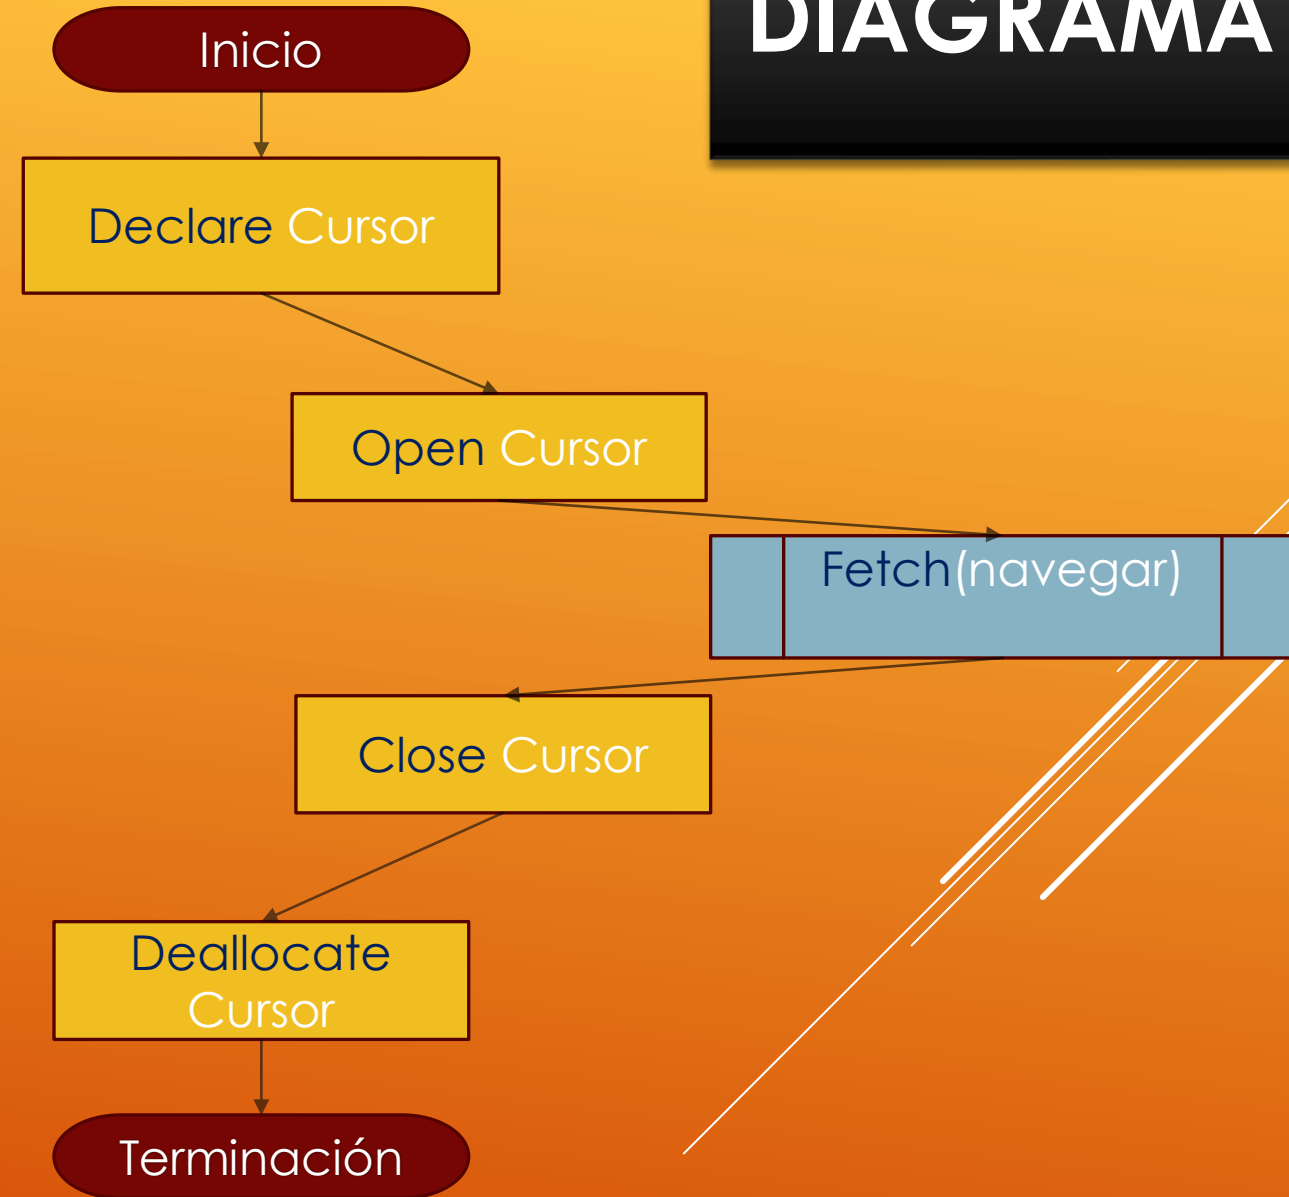 DIAGRAMA
Inicio
Declare Cursor
Open Cursor
Fetch(navegar)
Close Cursor
Deallocate
Cursor
Terminación